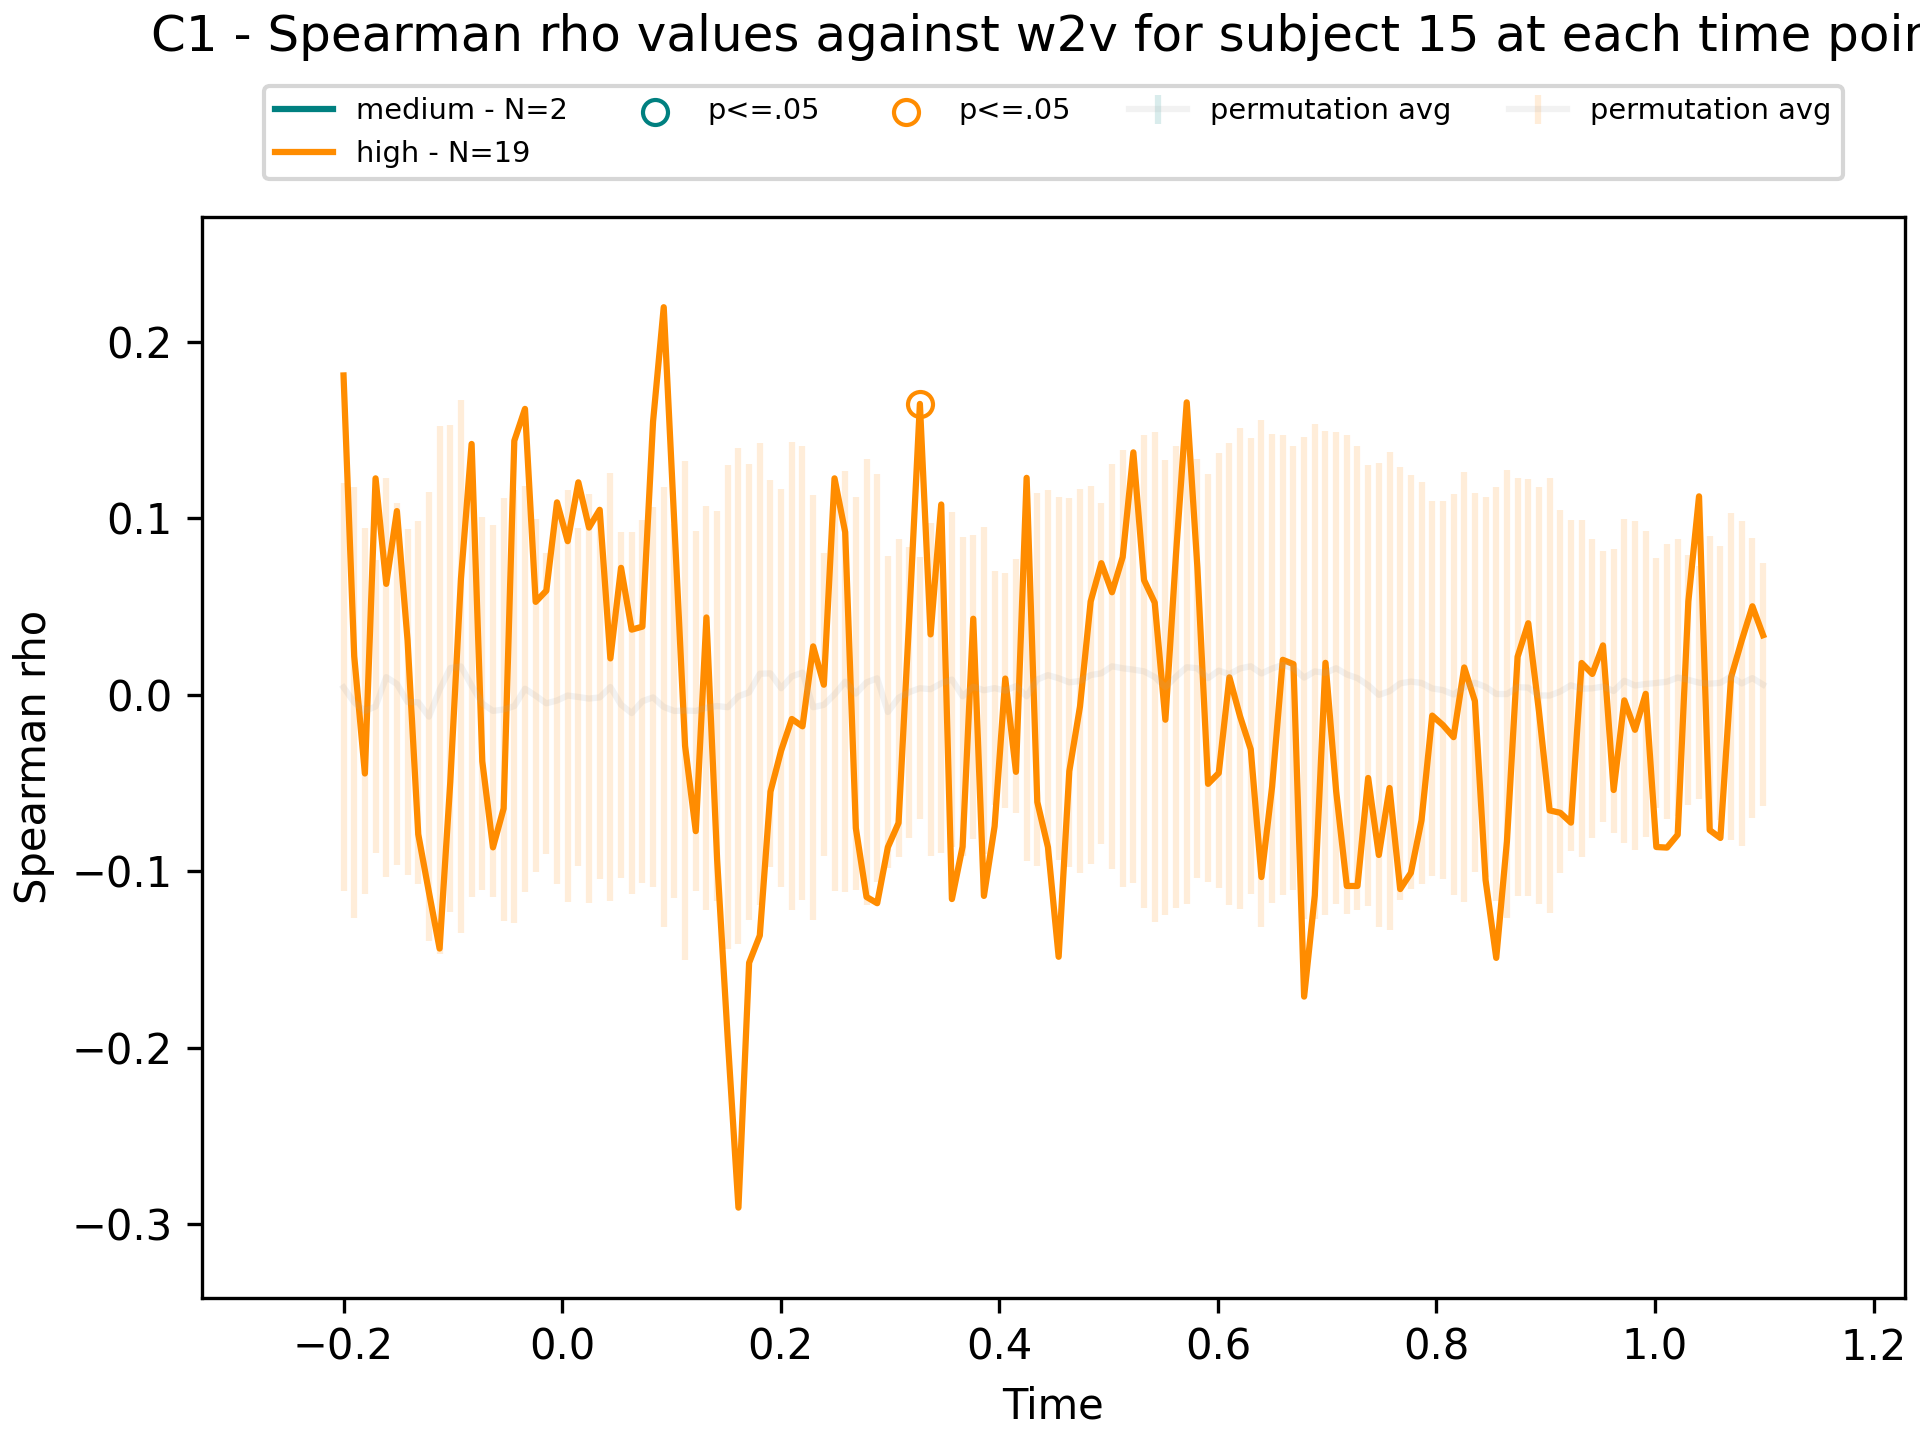 C1 - Spearman rho values against w2v for subject 15 at each time
medium - N=2
high - N=19
p<=.05
p<=.05
permutation avg
permutation avg
Spearman rho
0.2
0.1
0.0
−0.1
−0.2
−0.3
−0.2 0.0 0.2 0.4 0.6 0.8 1.0 1.2
Time